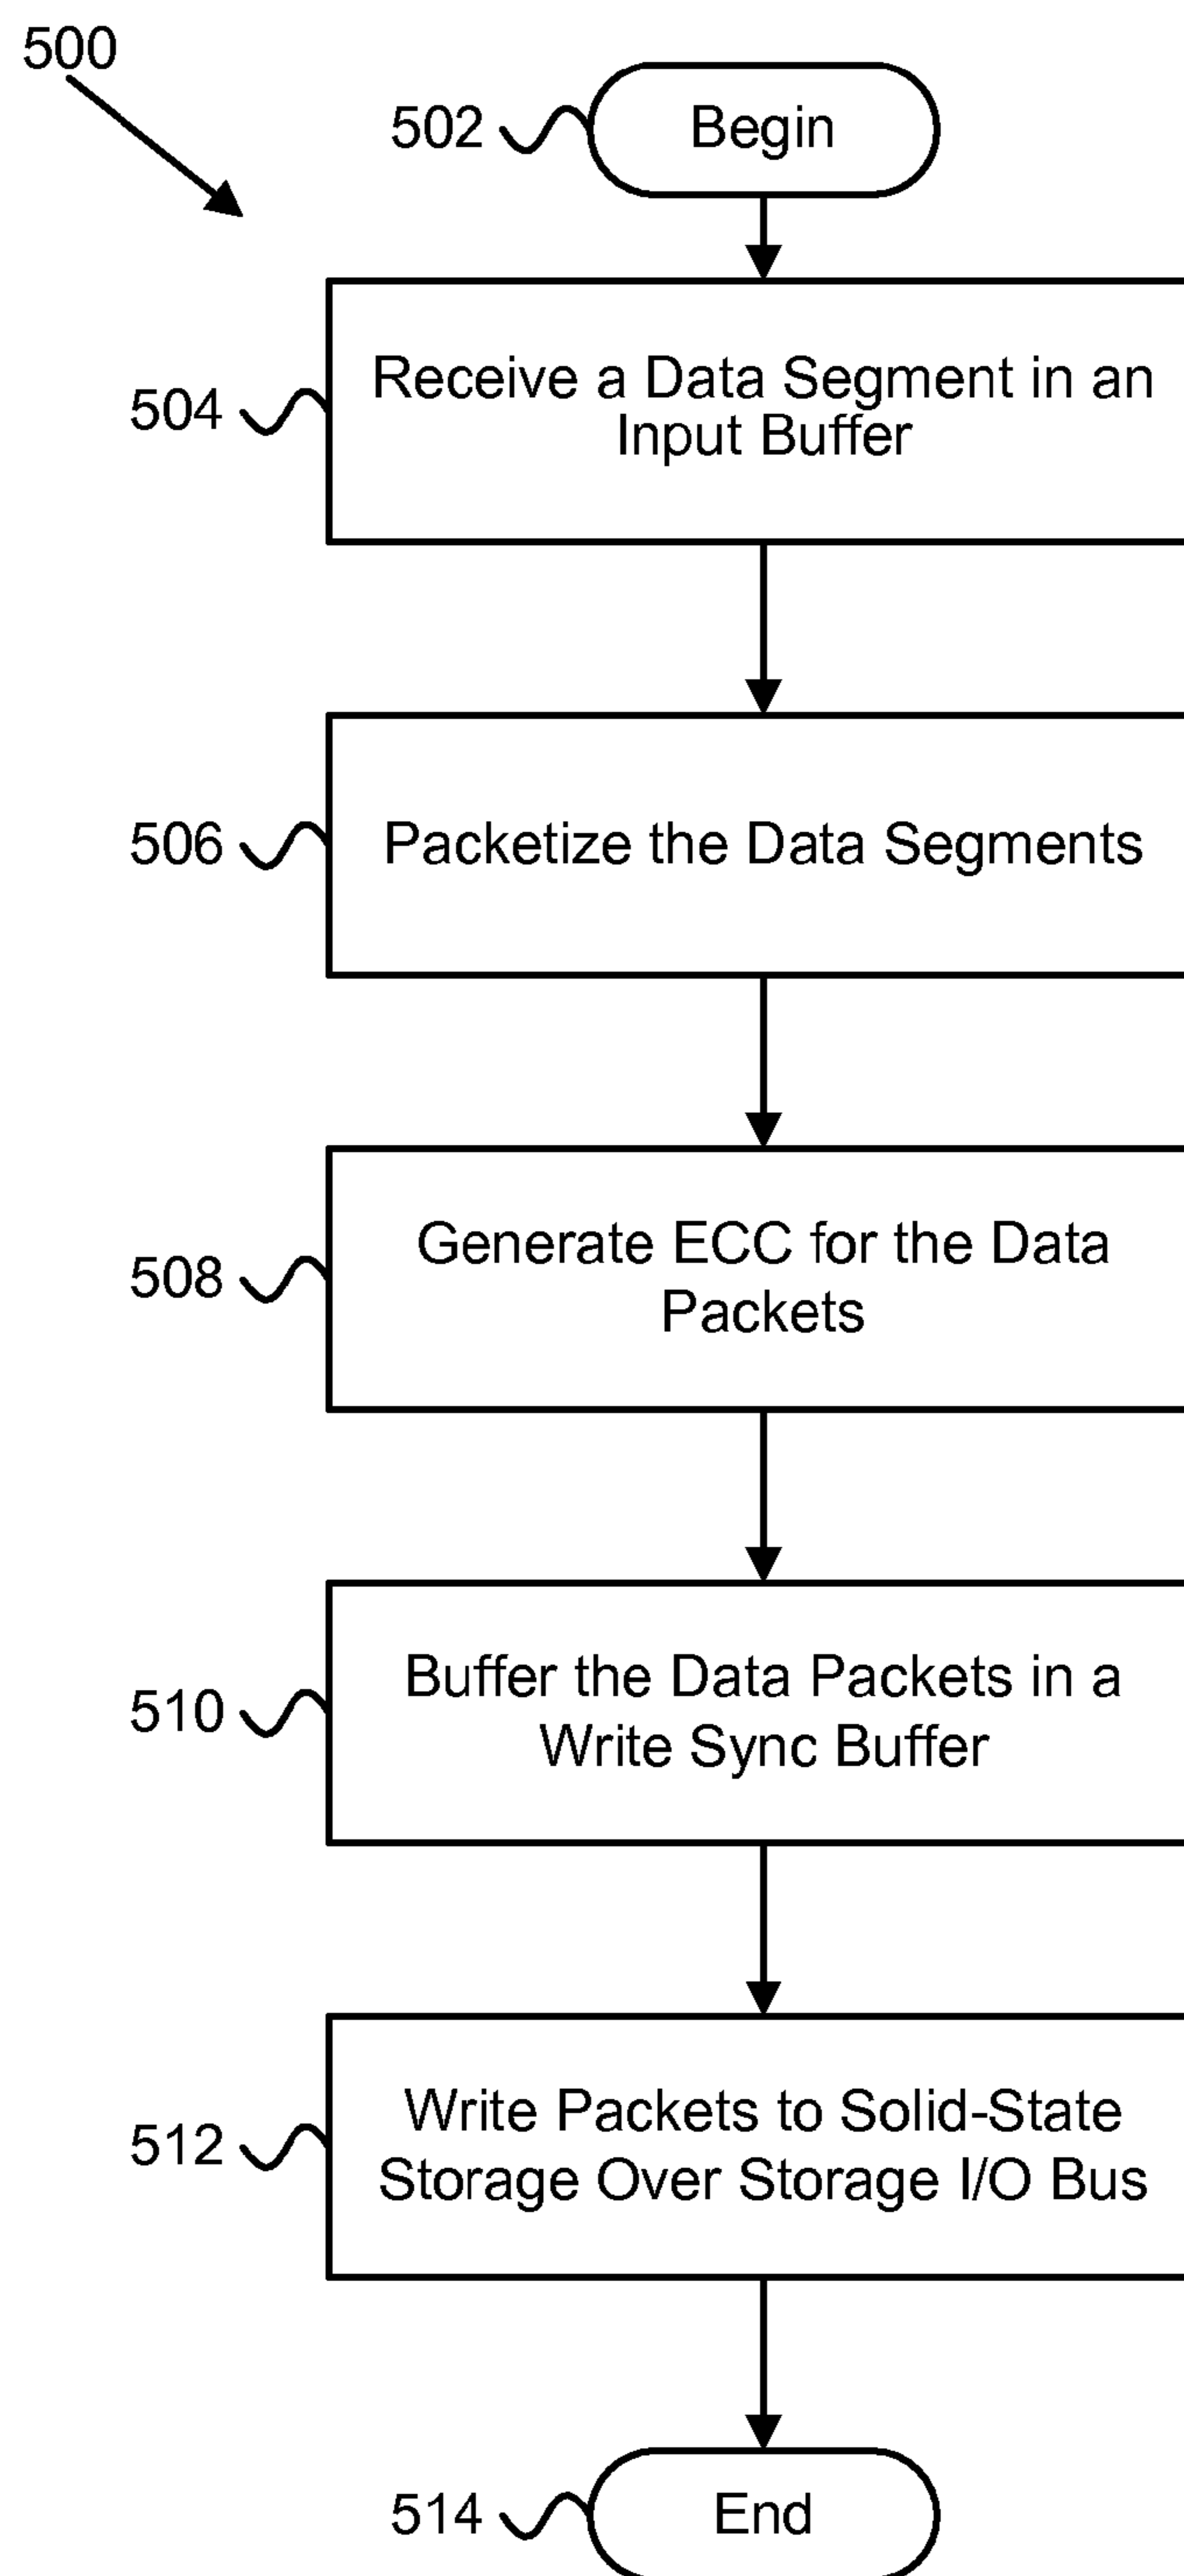 500
502
Begin
504
Receive a Data Segment in an
Input Buffer
506
Packetize the Data Segments
508
Generate ECC for the Data
Packets
510
Buffer the Data Packets in a
Write Sync Buffer
512
Write Packets to Solid-State
Storage Over Storage I/O Bus
514
End